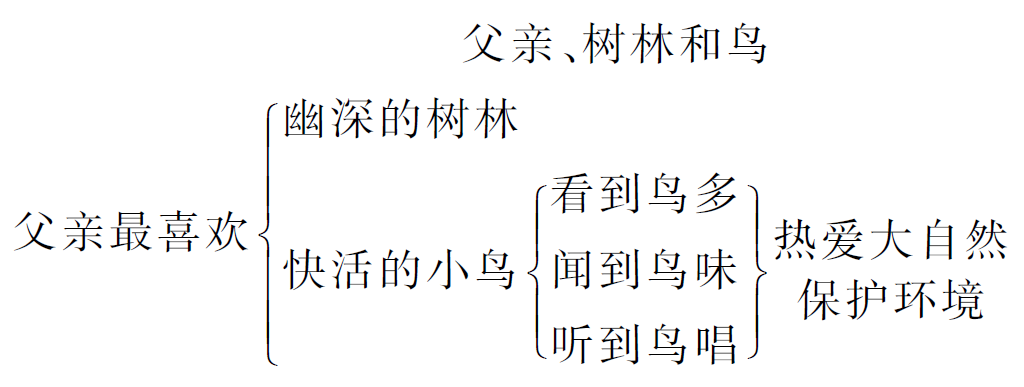 父亲、树林和鸟
父亲最喜欢
幽深的树林
快活的小鸟
看到鸟多
闻到鸟味
听到鸟唱
热爱大自然
保护环境